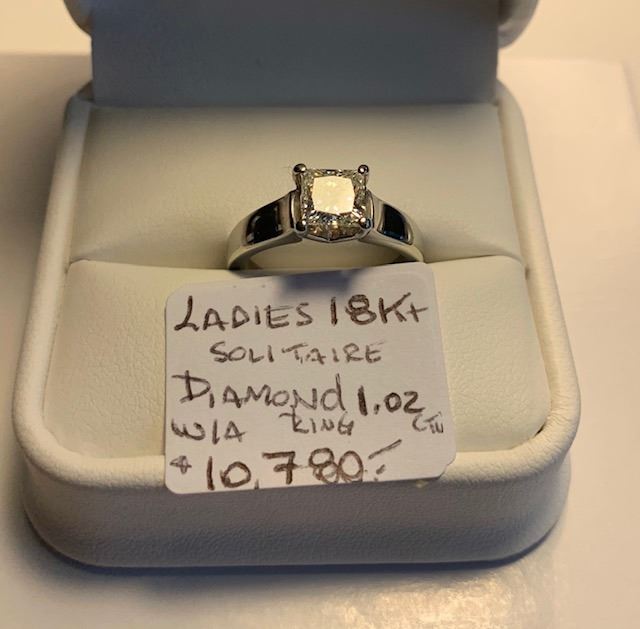 LADIES 18Kt
SOLITAIRE
DIAMONd 1.02 CTW
W/A RING
$10,780.-